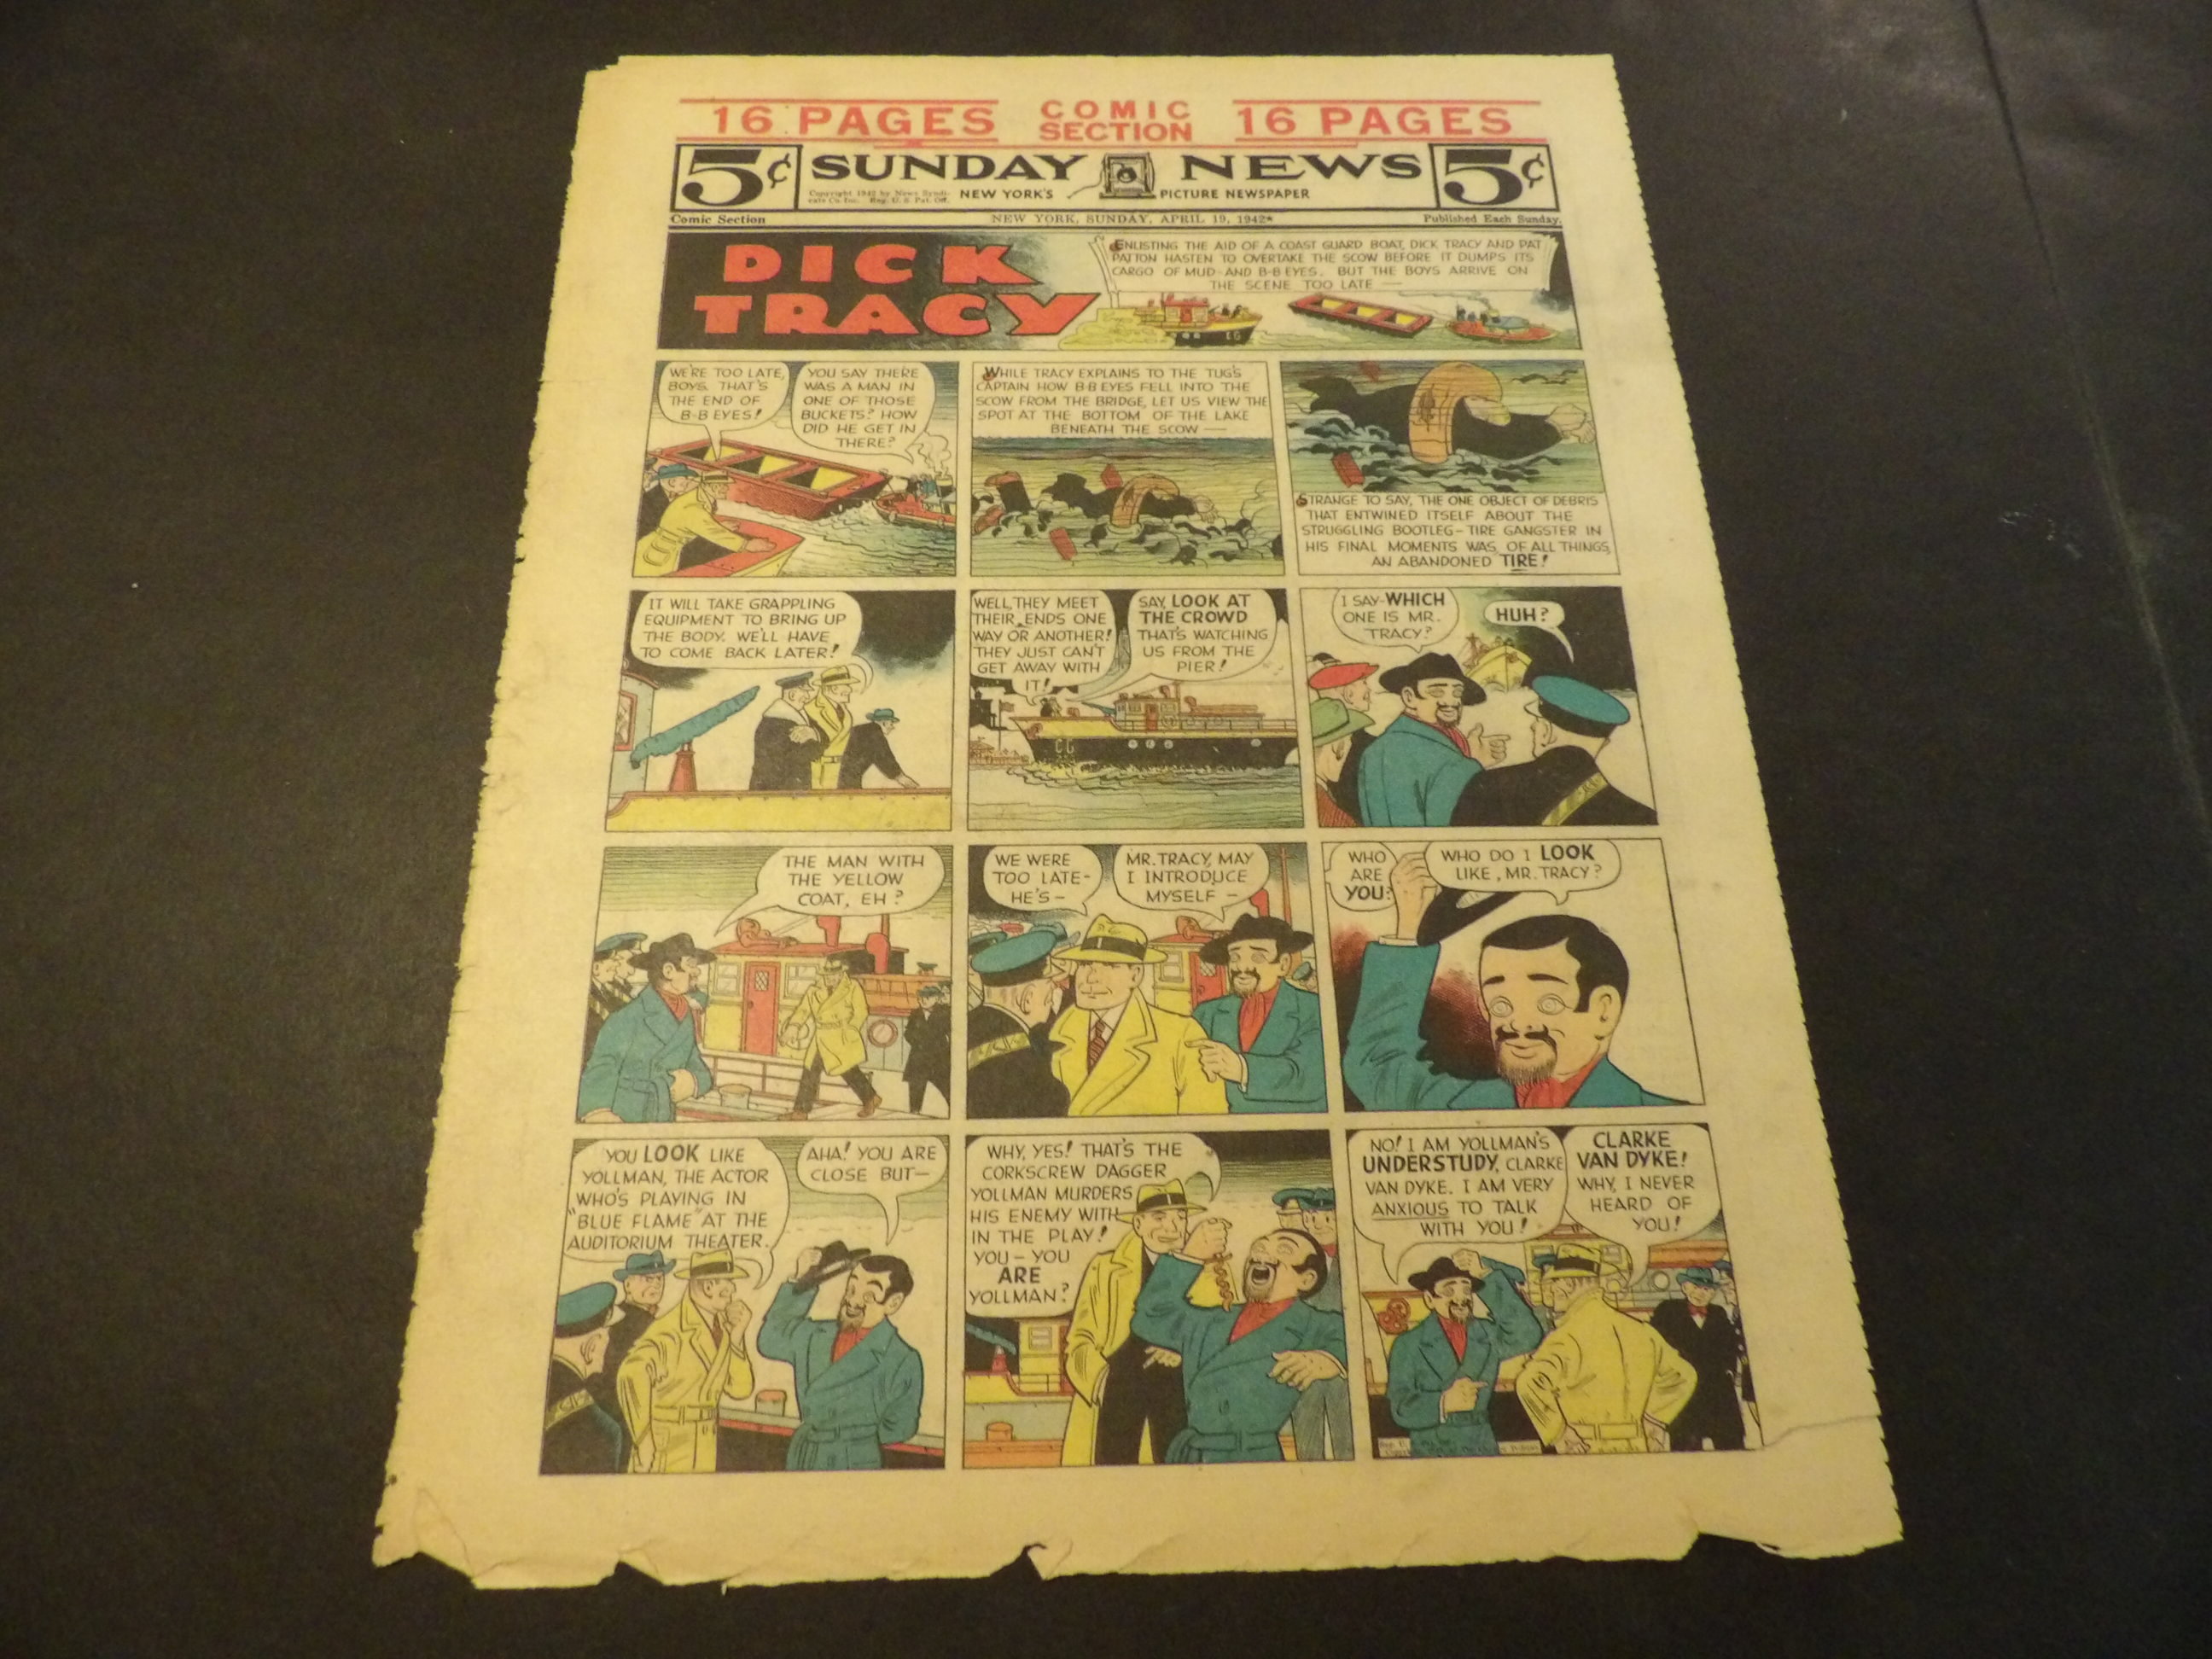 16 PAGES COMIC SECTION 16 PAGES
5¢ SUNDAY NEWS 5¢
Copyright 1942 by News Syndi-
cate Co. Inc. Reg. U. S. Pat. Off.
NEW YORK'S PICTURE NEWSPAPER
Comic Section NEW YORK, SUNDAY, APRIL 19, 1942* Published Each Sunday.
DICK
TRACY
ENLISTING THE AID OF A COAST GUARD BOAT, DICK TRACY AND PAT
PATTON HASTEN TO OVERTAKE THE SCOW BEFORE IT DUMPS ITS
CARGO OF MUD AND B-B EYES. BUT THE BOYS ARRIVE ON
THE SCENE TOO LATE —
CG
WE'RE TOO LATE,
BOYS. THAT'S
THE END OF
B-B EYES!
YOU SAY THERE
WAS A MAN IN
ONE OF THOSE
BUCKETS? HOW
DID HE GET IN
THERE?
WHILE TRACY EXPLAINS TO THE TUG'S
CAPTAIN HOW B-B EYES FELL INTO THE
SCOW FROM THE BRIDGE, LET US VIEW THE
SPOT AT THE BOTTOM OF THE LAKE
BENEATH THE SCOW —
STRANGE TO SAY, THE ONE OBJECT OF DEBRIS
THAT ENTWINED ITSELF ABOUT THE
STRUGGLING BOOTLEG-TIRE GANGSTER IN
HIS FINAL MOMENTS WAS, OF ALL THINGS,
AN ABANDONED TIRE!
IT WILL TAKE GRAPPLING
EQUIPMENT TO BRING UP
THE BODY. WE'LL HAVE
TO COME BACK LATER!
WELL, THEY MEET
THEIR ENDS ONE
WAY OR ANOTHER!
THEY JUST CAN'T
GET AWAY WITH
IT!
SAY, LOOK AT
THE CROWD
THAT'S WATCHING
US FROM THE
PIER!
CG
I SAY-WHICH
ONE IS MR.
TRACY?
HUH?
THE MAN WITH
THE YELLOW
COAT, EH?
WE WERE
TOO LATE-
HE'S-
MR. TRACY, MAY
I INTRODUCE
MYSELF -
WHO
ARE
YOU?
WHO DO I LOOK
LIKE, MR. TRACY?
YOU LOOK LIKE
YOLLMAN, THE ACTOR
WHO'S PLAYING IN
"BLUE FLAME" AT THE
AUDITORIUM THEATER.
AHA! YOU ARE
CLOSE BUT-
WHY, YES! THAT'S THE
CORKSCREW DAGGER
YOLLMAN MURDERS
HIS ENEMY WITH
IN THE PLAY!
YOU - YOU
ARE
YOLLMAN?
NO! I AM YOLLMAN'S
UNDERSTUDY, CLARKE
VAN DYKE. I AM VERY
ANXIOUS TO TALK
WITH YOU!
CLARKE
VAN DYKE!
WHY, I NEVER
HEARD OF
YOU!